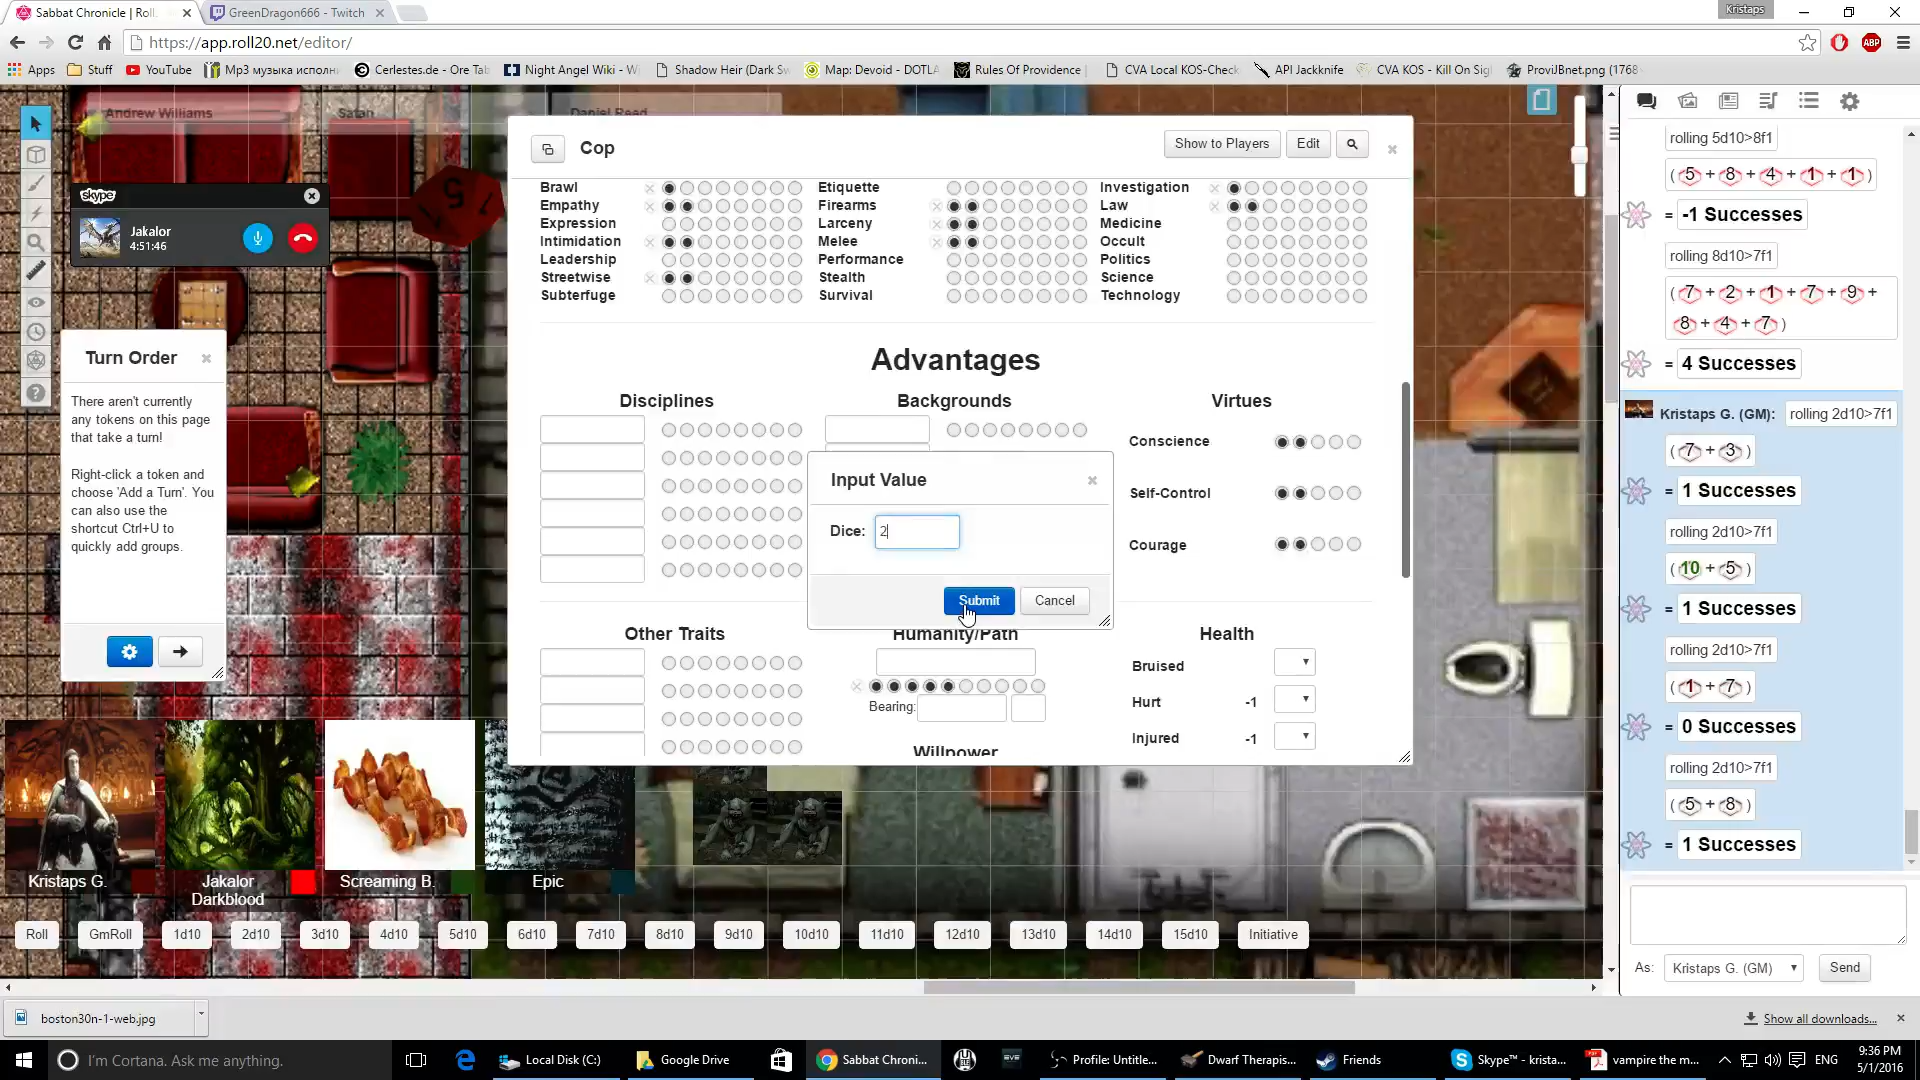 Sabbat Chronicle | Roll
GreenDragon666 - Twitch
Kristaps
https://app.roll20.net/editor/
Apps
Stuff
YouTube
Mp3 музыка исполн
Cerlestes.de - Ore Tab
Night Angel Wiki - W
Shadow Heir (Dark Sw
Map: Devoid - DOTLA
Rules Of Providence
CVA Local KOS-Check
API Jackknife
CVA KOS - Kill On Sigl
ProviJBnet.png (1768
Andrew Williams
Satan
Daniel Reed
skype
Jakalor
4:51:46
Turn Order
There aren't currently
any tokens on this page
that take a turn!
Right-click a token and
choose 'Add a Turn'. You
can also use the
shortcut Ctrl+U to
quickly add groups.
Cop
Show to Players
Edit
Brawl
Etiquette
Investigation
Empathy
Firearms
Law
Expression
Larceny
Medicine
Intimidation
Melee
Occult
Leadership
Performance
Politics
Streetwise
Stealth
Science
Subterfuge
Survival
Technology
Advantages
Disciplines
Backgrounds
Virtues
Conscience
Self-Control
Courage
Input Value
Dice:
2
Submit
Cancel
Other Traits
Humanity/Path
Health
Bearing:
Willpower
Bruised
Hurt -1
Injured -1
rolling 5d10>8f1
(5+8+4+1+1)
= -1 Successes
rolling 8d10>7f1
(7+2+1+7+9+
8+4+7)
= 4 Successes
Kristaps G. (GM): rolling 2d10>7f1
(7+3)
= 1 Successes
rolling 2d10>7f1
(10+5)
= 1 Successes
rolling 2d10>7f1
(1+7)
= 0 Successes
rolling 2d10>7f1
(5+8)
= 1 Successes
As:
Kristaps G. (GM)
Send
Kristaps G.
Jakalor
Darkblood
Screaming B.
Epic
Roll
GmRoll
1d10
2d10
3d10
4d10
5d10
6d10
7d10
8d10
9d10
10d10
11d10
12d10
13d10
14d10
15d10
Initiative
boston30n-1-web.jpg
Show all downloads...
I'm Cortana. Ask me anything.
Local Disk (C:)
Google Drive
Sabbat Chroni...
Profile: Untitle...
Dwarf Therapis...
Friends
Skype™ - krista...
vampire the m...
ENG
9:36 PM
5/1/2016